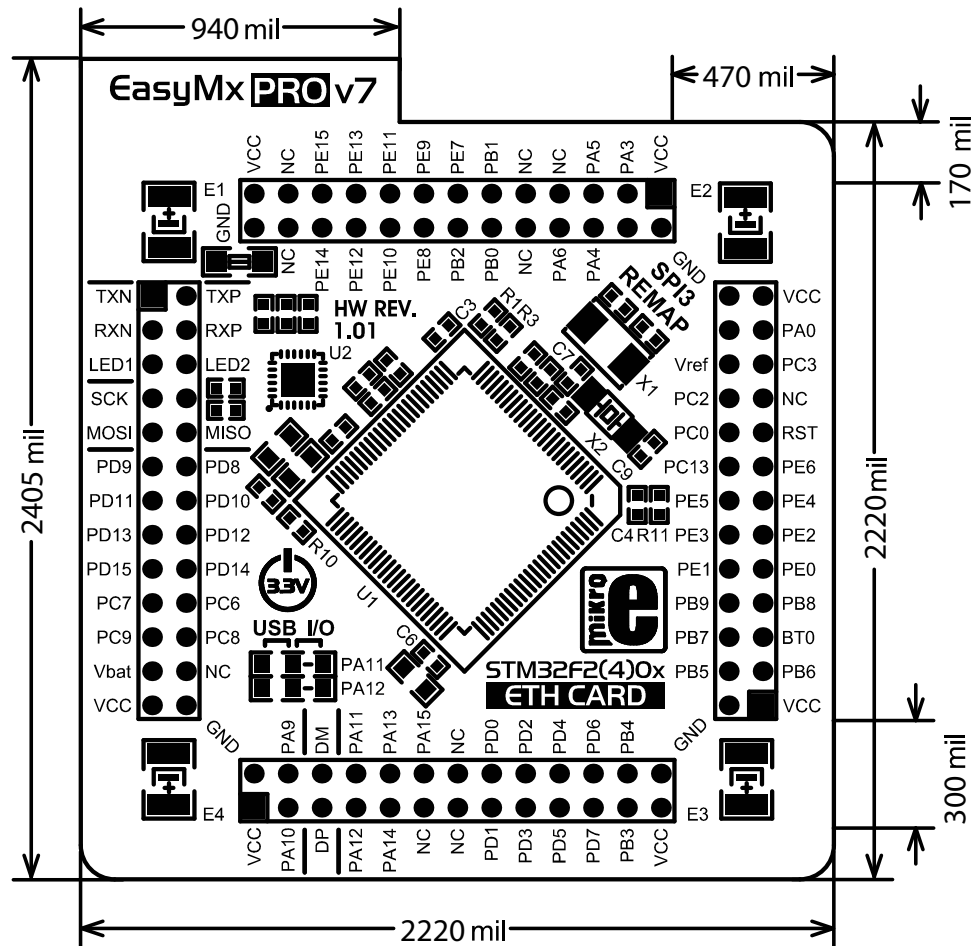 940 mil
EasyMx PRO v7
470 mil
170 mil
VCC NC PE15 PE13 PE11 PE9 PE7 PB1 NC NC PA5 PA3 VCC
E1 E2
GND NC PE14 PE12 PE10 PE8 PB2 PB0 NC PA6 PA4 GND
SPI3
REMAP
HW REV.
1.01
U2
C3
R1R3
C7
X1
X2
C9
TXN TXP
RXN RXP
LED1 LED2
SCK
MOSI MISO
PD9 PD8
PD11 PD10
PD13 PD12
PD15 PD14
PC7 PC6
PC9 PC8
Vbat NC
VCC
GND
VCC
PA0
Vref PC3
PC2 NC
PC0 RST
PC13 PE6
PE5 PE4
PE3 PE2
PE1 PE0
PB9 PB8
PB7 BT0
PB5 PB6
VCC
GND
C4 R11
R10
3.3V
U1
C6
USB I/O
PA11
PA12
mikro
e
STM32F2(4)0x
ETH CARD
2405 mil
2220 mil
300 mil
PA9 DM PA11 PA13 PA15 NC PD0 PD2 PD4 PD6 PB4
E4 E3
VCC PA10 DP PA12 PA14 NC NC PD1 PD3 PD5 PD7 PB3 VCC
2220 mil